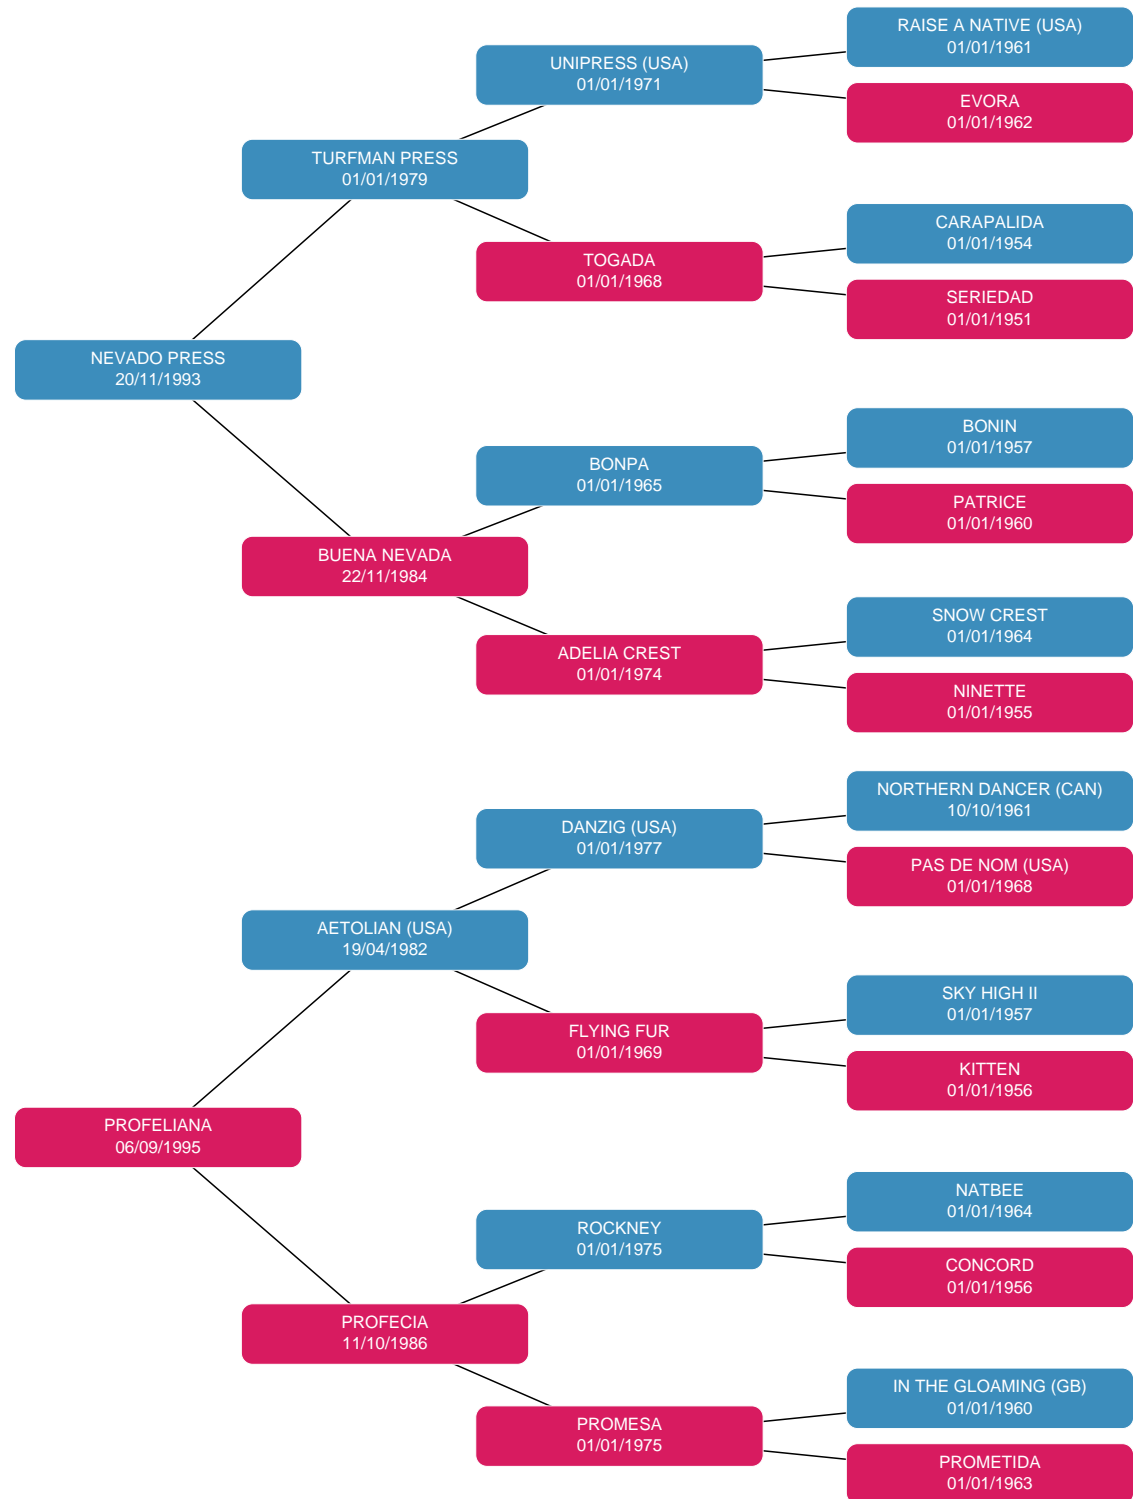 RAISE A NATIVE (USA)
01/01/1961
UNIPRESS (USA)
01/01/1971
EVORA
01/01/1962
TURFMAN PRESS
01/01/1979
CARAPALIDA
01/01/1954
TOGADA
01/01/1968
SERIEDAD
01/01/1951
NEVADO PRESS
20/11/1993
BONIN
01/01/1957
BONPA
01/01/1965
PATRICE
01/01/1960
BUENA NEVADA
22/11/1984
SNOW CREST
01/01/1964
ADELIA CREST
01/01/1974
NINETTE
01/01/1955
NORTHERN DANCER (CAN)
10/10/1961
DANZIG (USA)
01/01/1977
PAS DE NOM (USA)
01/01/1968
AETOLIAN (USA)
19/04/1982
SKY HIGH II
01/01/1957
FLYING FUR
01/01/1969
KITTEN
01/01/1956
PROFELIANA
06/09/1995
NATBEE
01/01/1964
ROCKNEY
01/01/1975
CONCORD
01/01/1956
PROFECIA
11/10/1986
IN THE GLOAMING (GB)
01/01/1960
PROMESA
01/01/1975
PROMETIDA
01/01/1963